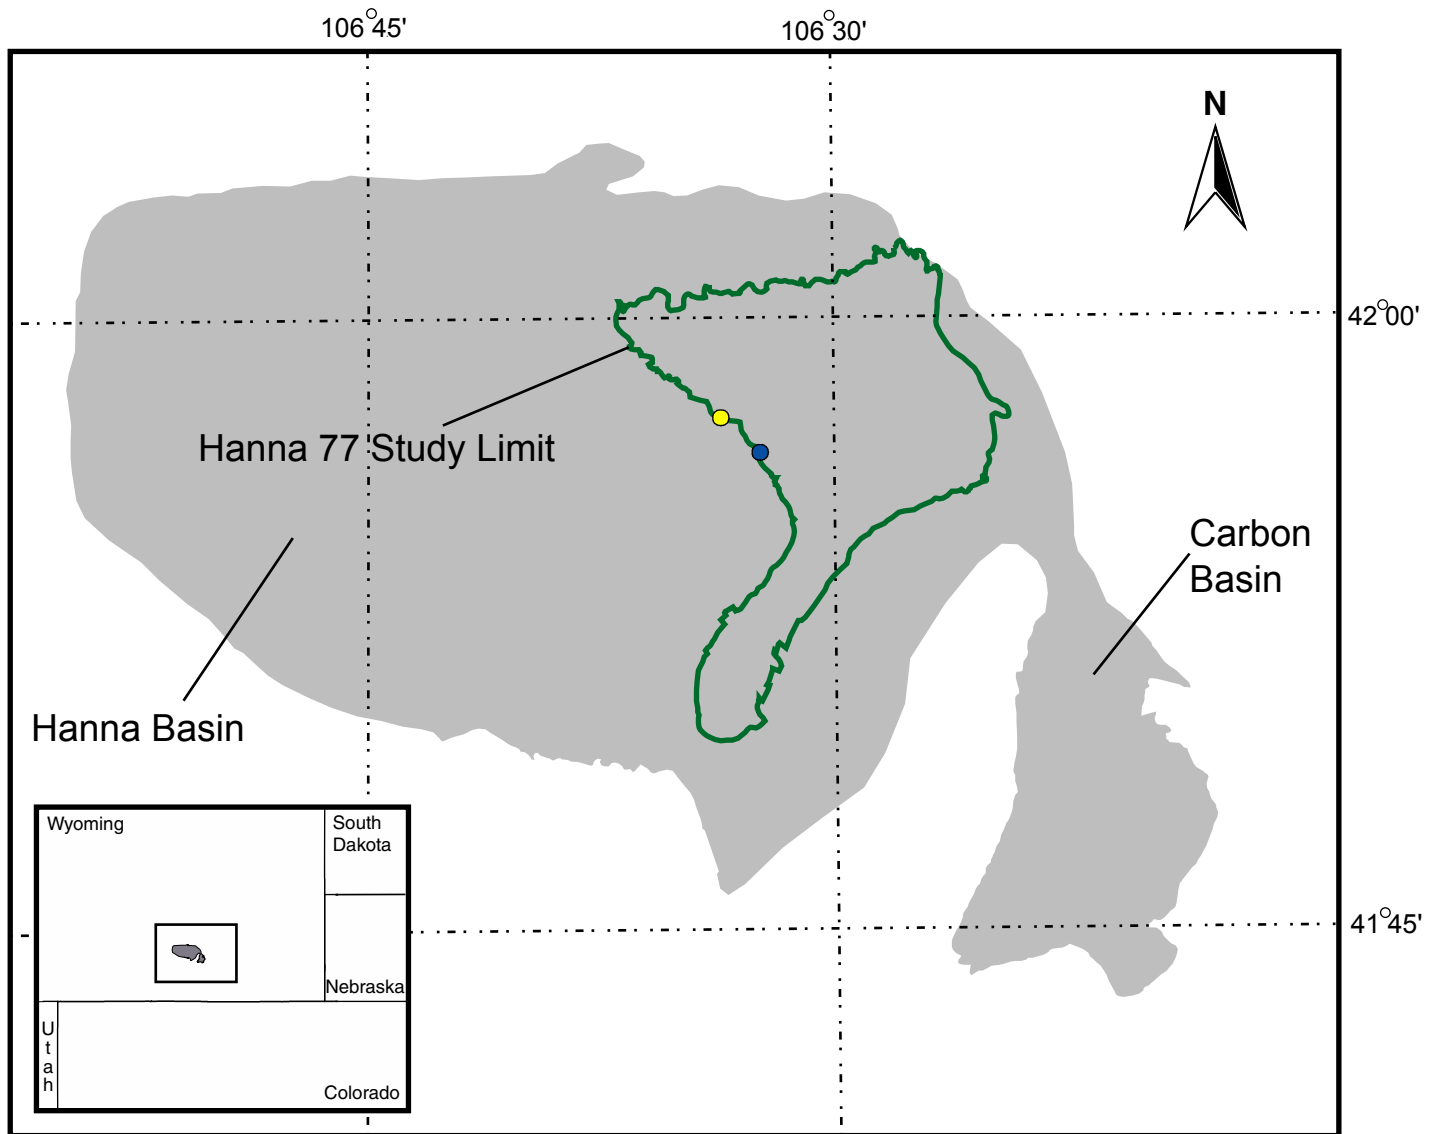 106°45'
106°30'
N
42°00'
Hanna 77 Study Limit
Carbon
Basin
Hanna Basin
Wyoming
South
Dakota
41°45'
Nebraska
Utah
Colorado